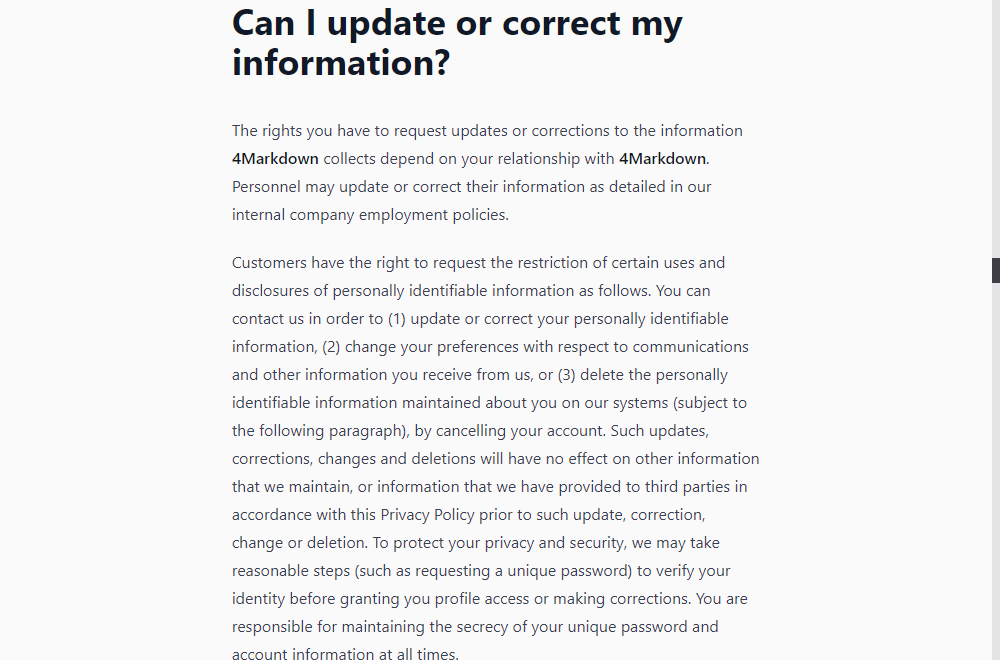 Can I update or correct my
information?
The rights you have to request updates or corrections to the information
4Markdown collects depend on your relationship with 4Markdown.
Personnel may update or correct their information as detailed in our
internal company employment policies.
Customers have the right to request the restriction of certain uses and
disclosures of personally identifiable information as follows. You can
contact us in order to (1) update or correct your personally identifiable
information, (2) change your preferences with respect to communications
and other information you receive from us, or (3) delete the personally
identifiable information maintained about you on our systems (subject to
the following paragraph), by cancelling your account. Such updates,
corrections, changes and deletions will have no effect on other information
that we maintain, or information that we have provided to third parties in
accordance with this Privacy Policy prior to such update, correction,
change or deletion. To protect your privacy and security, we may take
reasonable steps (such as requesting a unique password) to verify your
identity before granting you profile access or making corrections. You are
responsible for maintaining the secrecy of your unique password and
account information at all times.